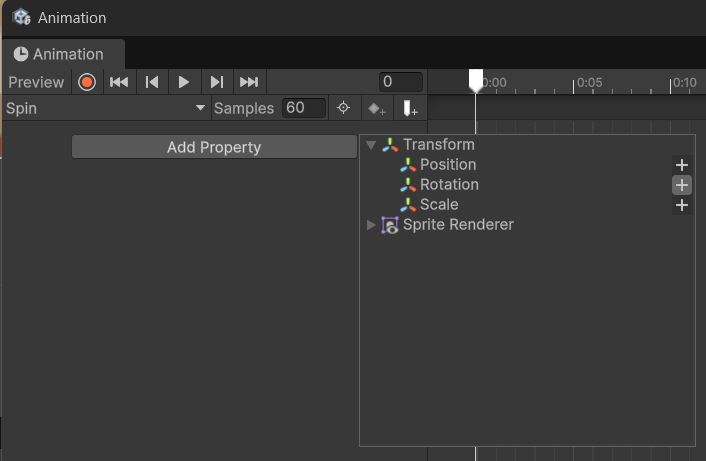 Animation
Animation
Preview 0 0:00 0:05 0:10
Spin Samples 60
Add Property
Transform
Position
Rotation
Scale
Sprite Renderer